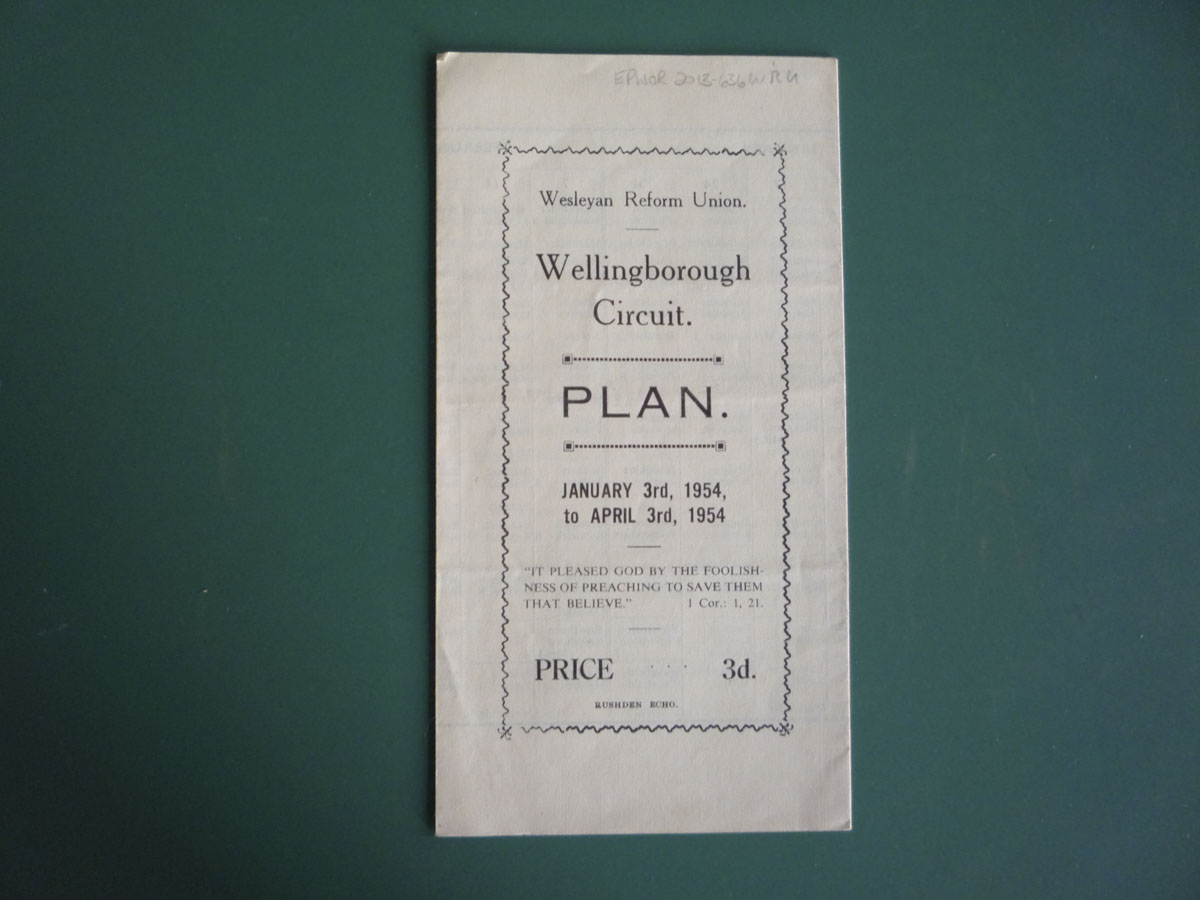 EPWOR 2013-636 WRU
Wesleyan Reform Union.
Wellingborough
Circuit.
PLAN.
JANUARY 3rd, 1954,
to APRIL 3rd, 1954
"IT PLEASED GOD BY THE FOOLISH-
NESS OF PREACHING TO SAVE THEM
THAT BELIEVE." 1 Cor.: 1, 21.
PRICE . . . 3d.
RUSHDEN ECHO.